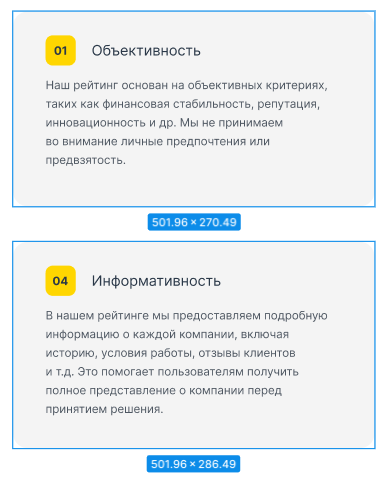 01 Объективность
Наш рейтинг основан на объективных критериях,
таких как финансовая стабильность, репутация,
инновационность и др. Мы не принимаем
во внимание личные предпочтения или
предвзятость.
501.96 × 270.49
04 Информативность
В нашем рейтинге мы предоставляем подробную
информацию о каждой компании, включая
историю, условия работы, отзывы клиентов
и т.д. Это помогает пользователям получить
полное представление о компании перед
принятием решения.
501.96 × 286.49